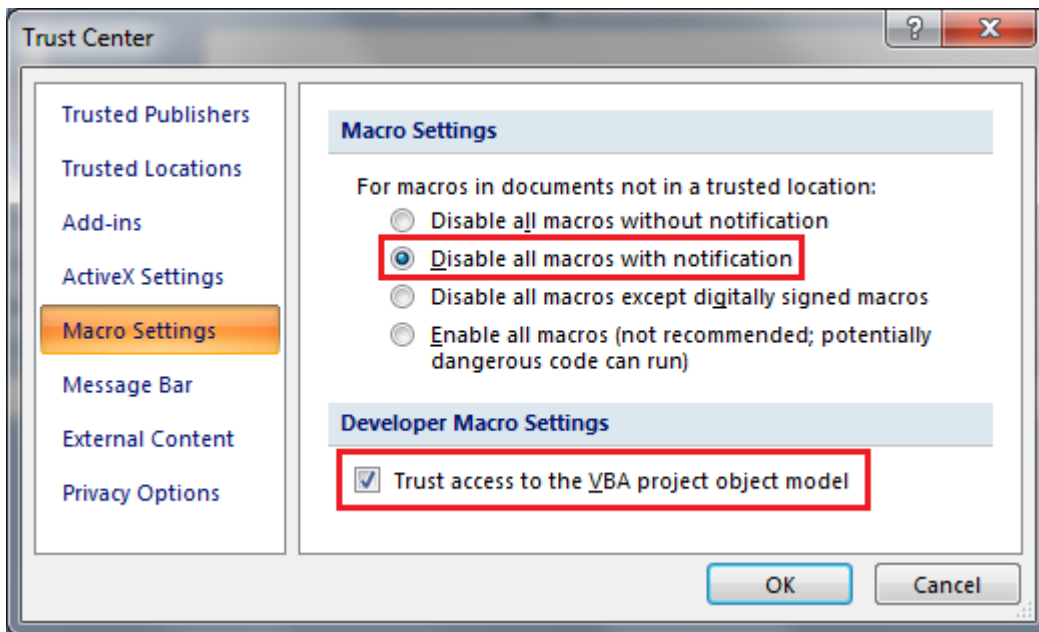 Trust Center
Trusted Publishers
Trusted Locations
Add-ins
ActiveX Settings
Macro Settings
Message Bar
External Content
Privacy Options
Macro Settings
For macros in documents not in a trusted location:
Disable all macros without notification
Disable all macros with notification
Disable all macros except digitally signed macros
Enable all macros (not recommended; potentially
dangerous code can run)
Developer Macro Settings
Trust access to the VBA project object model
OK
Cancel